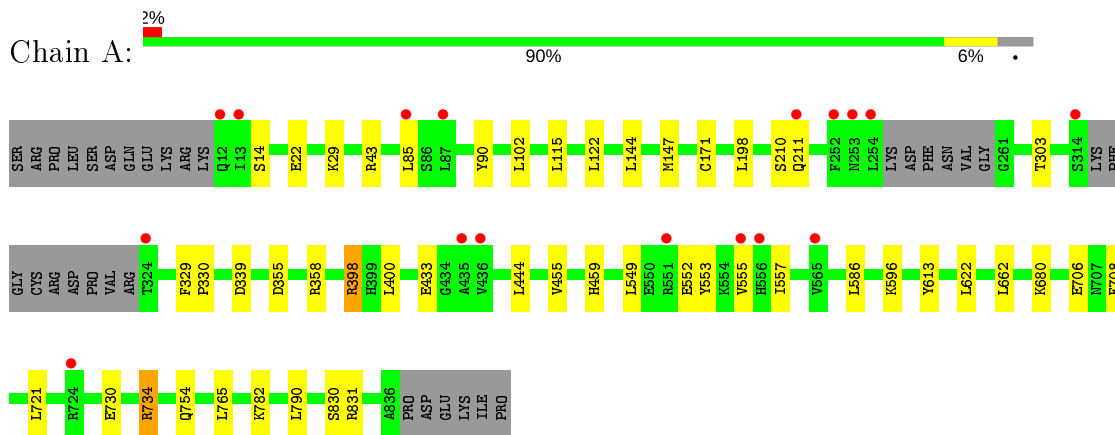 2%
Chain A:
90% 6% •
SER ARG PRO LEU SER ASP GLN GLU LYS ARG LYS Q12 I13 S14 E22 K29 R43 L85 S86 L87 Y90 L102 L115 L122 L144 M147 C171 L198 S210 Q211 F252 N253 L254 LYS ASP PHE ASN VAL GLY G261 T303 S314 LYS PHE
GLY CYS ARG ASP PRO VAL ARG T324 F329 P330 D339 D355 R358 R398 H399 L400 E433 G434 A435 V436 L444 V455 H459 L549 E550 R551 E552 Y553 K554 V555 H556 I557 V565 L586 K596 Y613 L622 L662 K680 E706 N707
L721 R724 E730 R734 Q754 L765 K782 L790 S830 R831 A836 PRO ASP GLU LYS ILE PRO